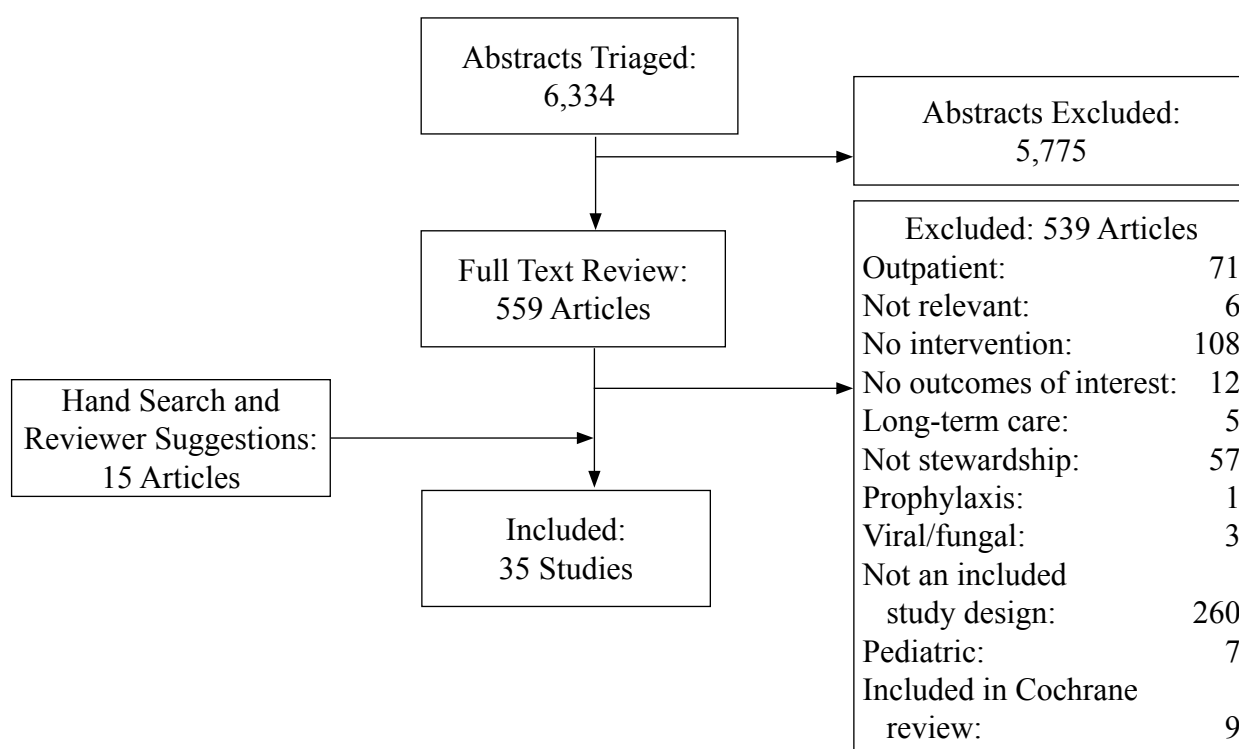 Abstracts Triaged:
6,334
Abstracts Excluded:
5,775
Full Text Review:
559 Articles
Excluded: 539 Articles
Outpatient: 71
Not relevant: 6
No intervention: 108
No outcomes of interest: 12
Long-term care: 5
Not stewardship: 57
Prophylaxis: 1
Viral/fungal: 3
Not an included
study design: 260
Pediatric: 7
Included in Cochrane
review: 9
Hand Search and
Reviewer Suggestions:
15 Articles
Included:
35 Studies